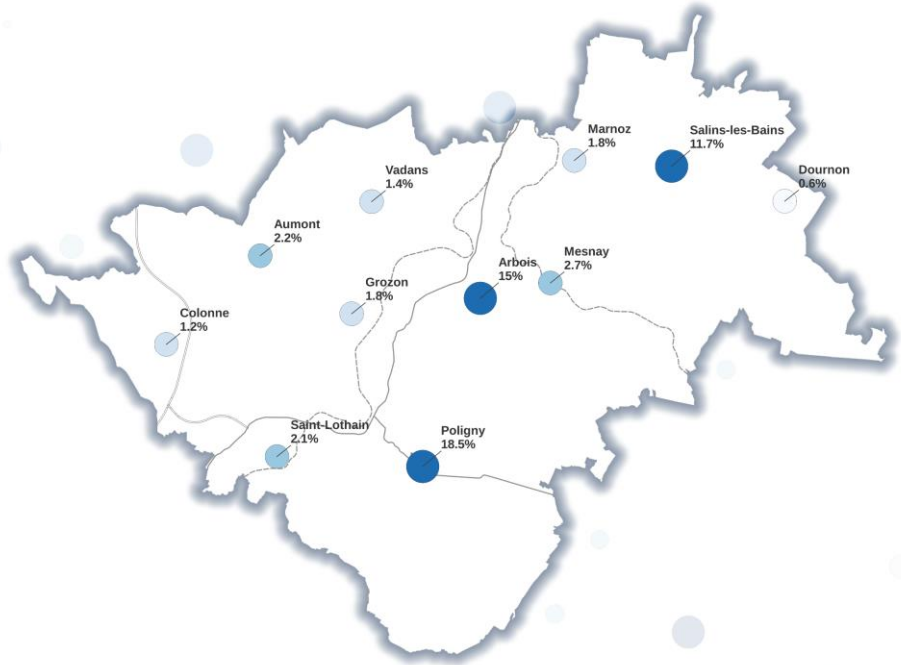 Marnoz
1.8%
Salins-les-Bains
11.7%
Vadans
1.4%
Dournon
0.6%
Aumont
2.2%
Arbois
15%
Mesnay
2.7%
Grozon
1.8%
Colonne
1.2%
Saint-Lothain
2.1%
Poligny
18.5%